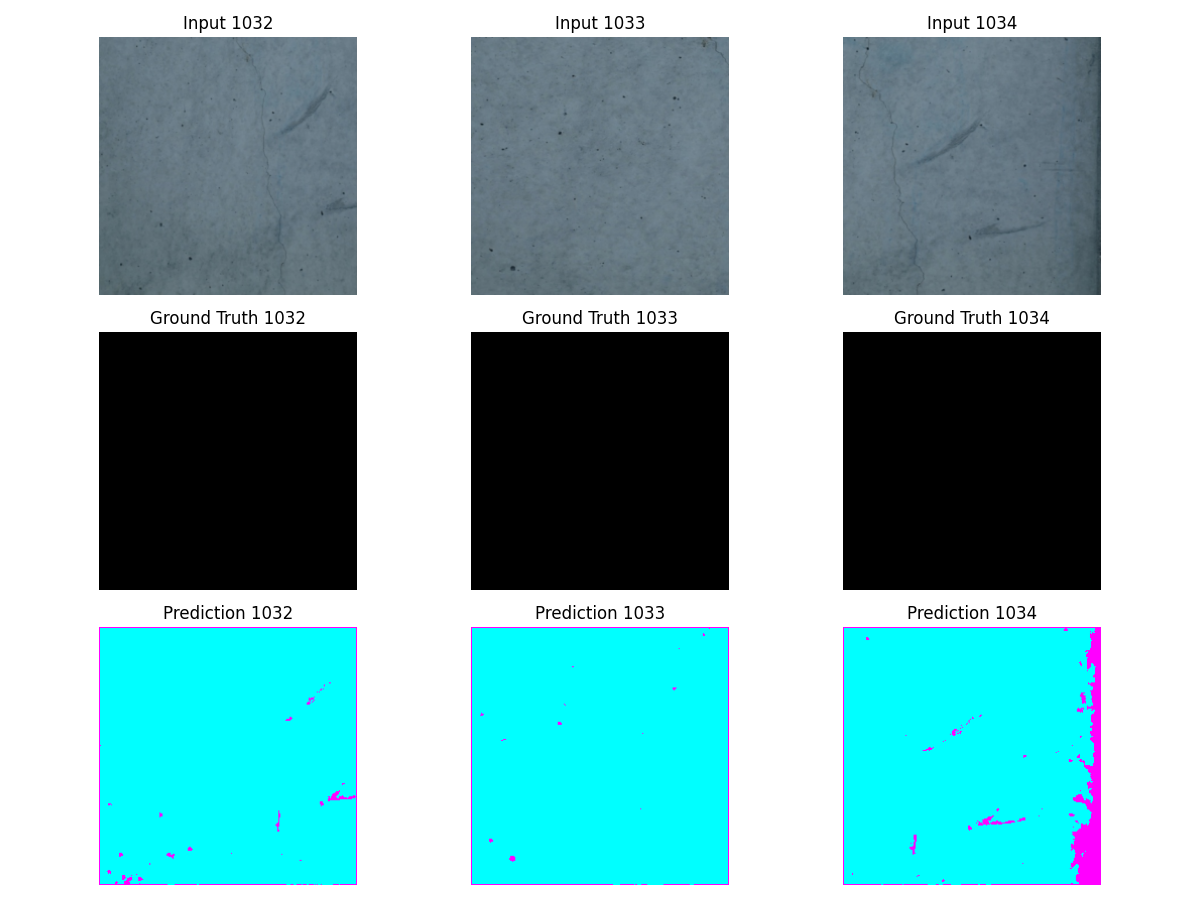 Input 1032
Input 1033
Input 1034
Ground Truth 1032
Ground Truth 1033
Ground Truth 1034
Prediction 1032
Prediction 1033
Prediction 1034